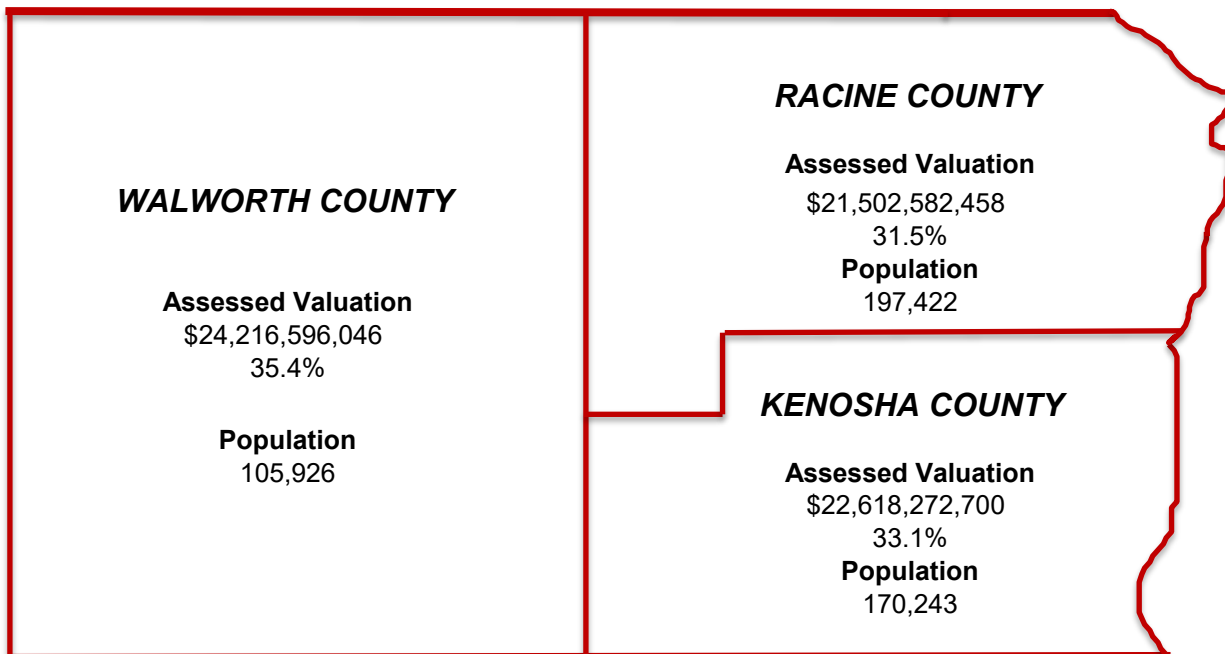 WALWORTH COUNTY
Assessed Valuation
$24,216,596,046
35.4%
Population
105,926
RACINE COUNTY
Assessed Valuation
$21,502,582,458
31.5%
Population
197,422
KENOSHA COUNTY
Assessed Valuation
$22,618,272,700
33.1%
Population
170,243